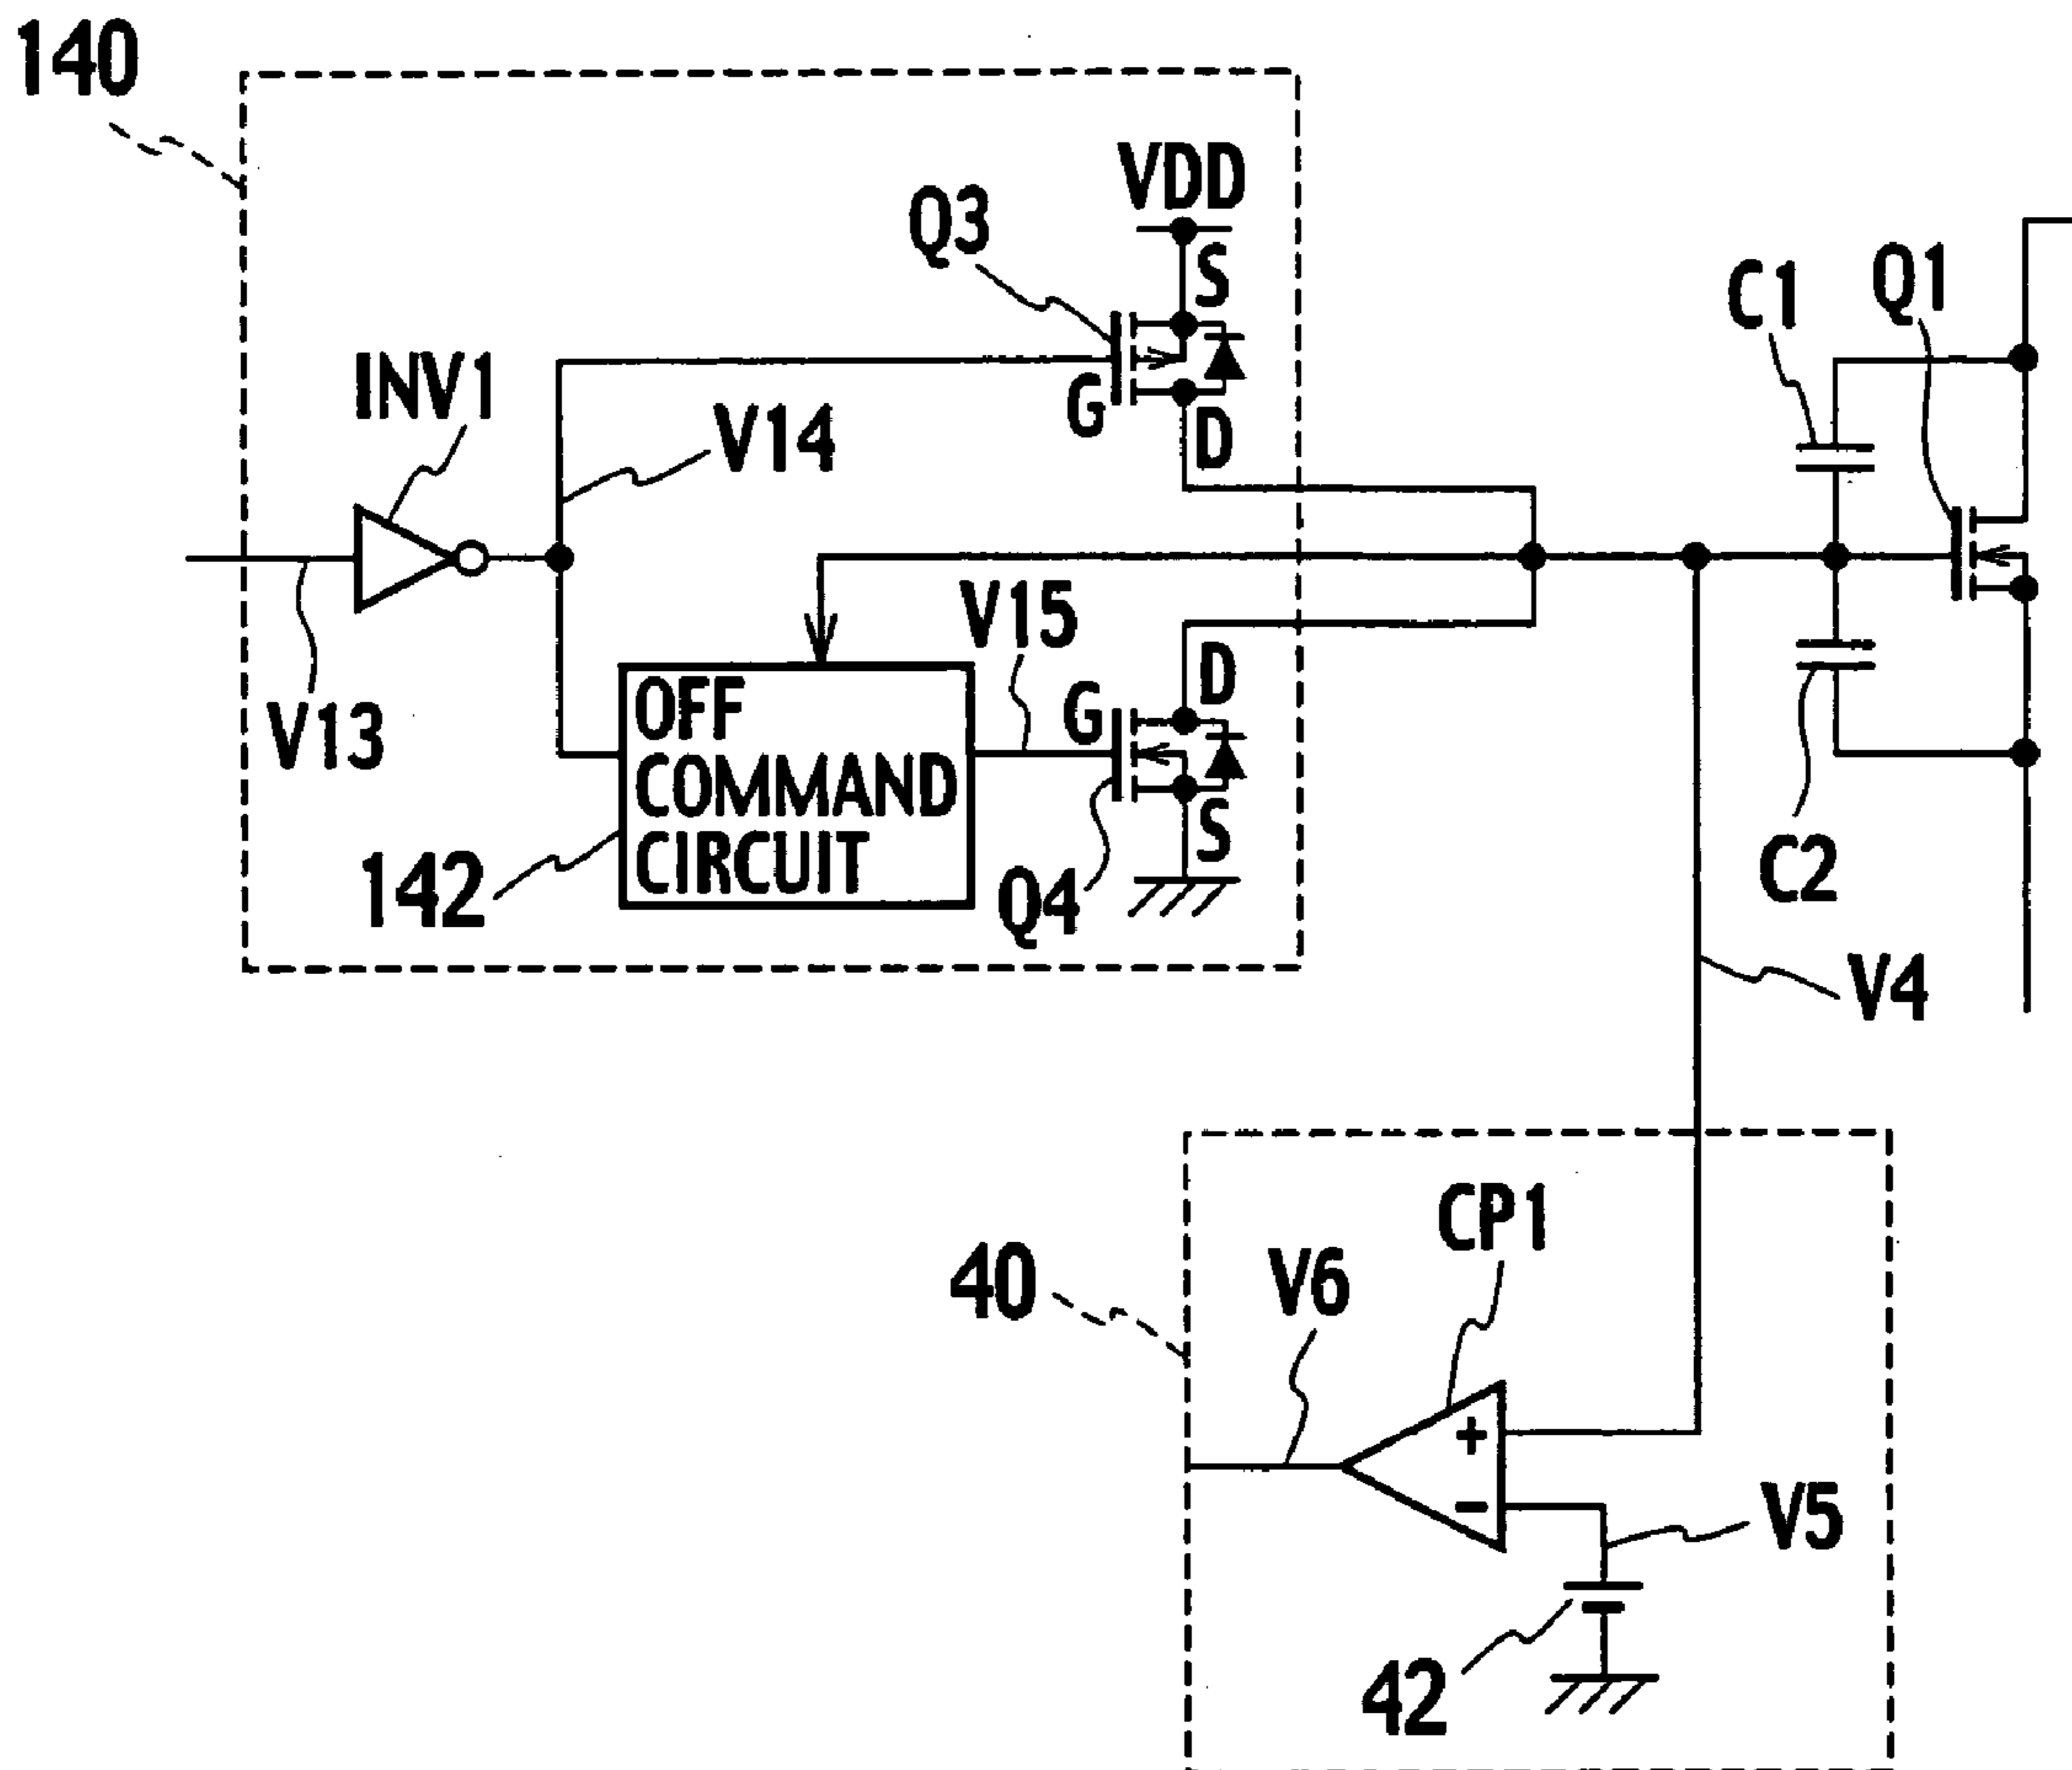 140
VDD
Q3
S
C1
Q1
INV1
G
D
V14
V15
D
G
OFF
COMMAND
CIRCUIT
V13
S
142
Q4
C2
V4
CP1
40
V6
+
−
V5
42